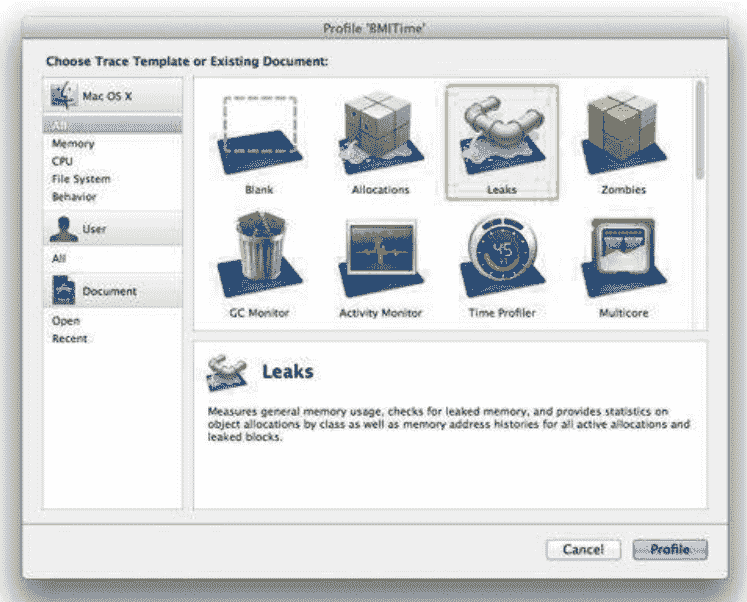 Profile 'BMITime'
Choose Trace Template or Existing Document:
Mac OS X
All
Memory
CPU
File System
Behavior
User
All
Document
Open
Recent
Blank
Allocations
Leaks
Zombies
45
GC Monitor
Activity Monitor
Time Profiler
Multicore
Leaks
Measures general memory usage, checks for leaked memory, and provides statistics on
object allocations by class as well as memory address histories for all active allocations and
leaked blocks.
Cancel
Profile